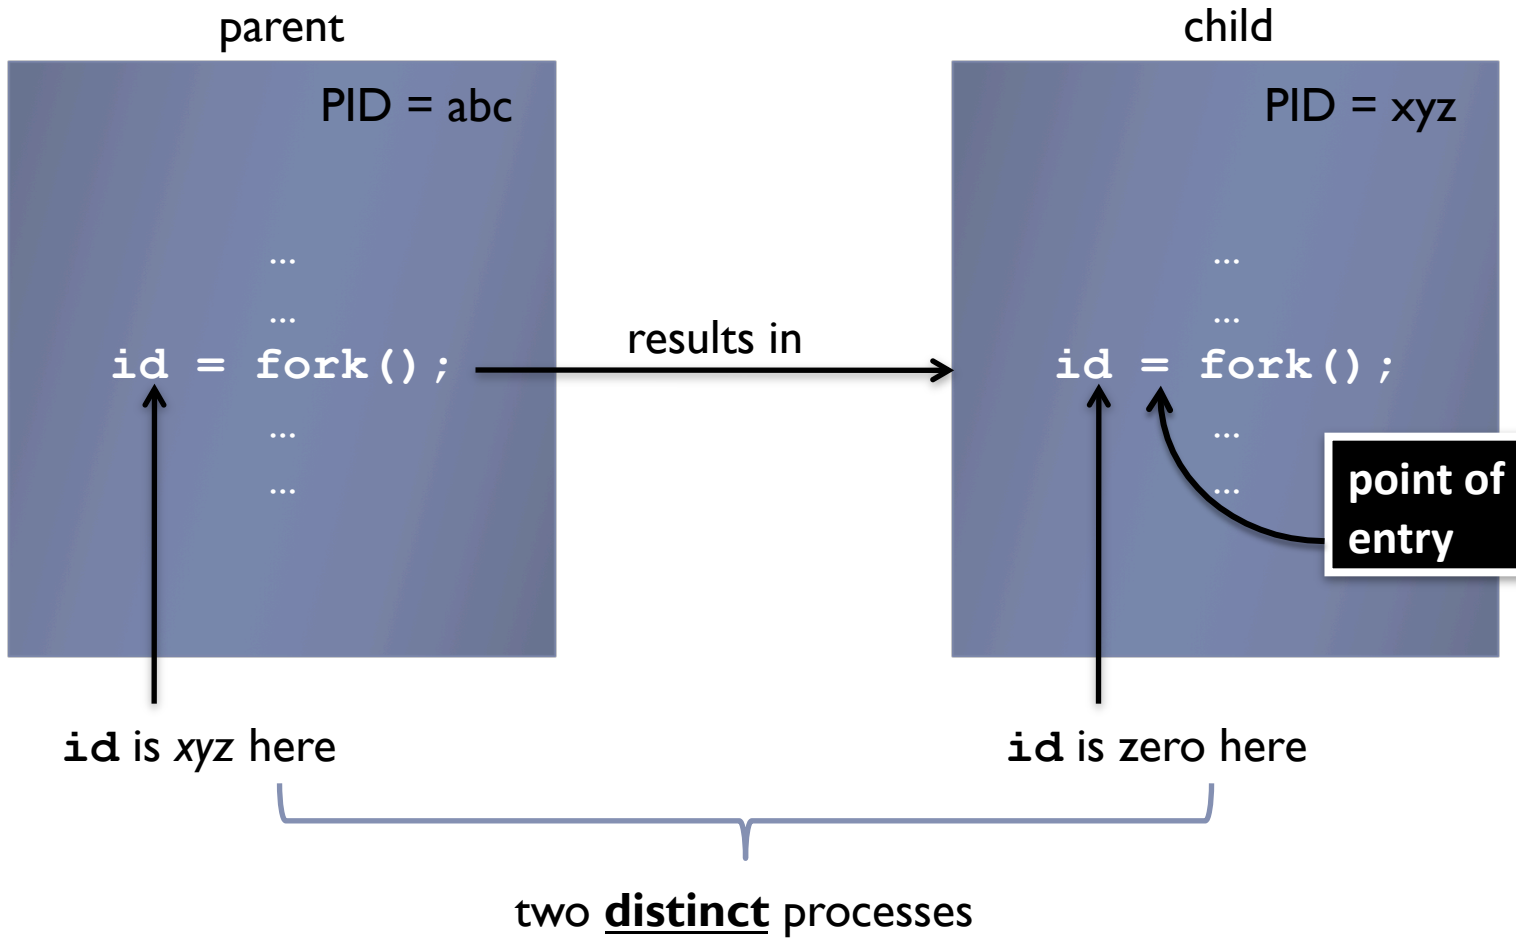 parent
PID = abc
...
...
id = fork();
...
...
id is xyz here
results in
child
PID = xyz
...
...
id = fork();
...
...
point of
entry
id is zero here
two distinct processes